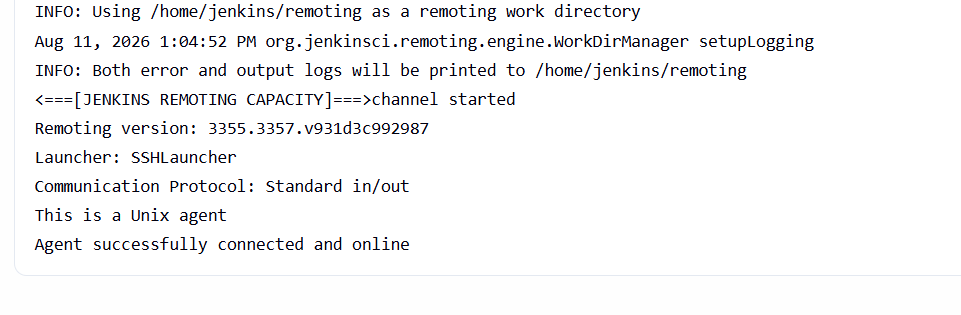 INFO: Using /home/jenkins/remoting as a remoting work directory
Aug 11, 2026 1:04:52 PM org.jenkinsci.remoting.engine.WorkDirManager setupLogging
INFO: Both error and output logs will be printed to /home/jenkins/remoting
<===[JENKINS REMOTING CAPACITY]===>channel started
Remoting version: 3355.3357.v931d3c992987
Launcher: SSHLauncher
Communication Protocol: Standard in/out
This is a Unix agent
Agent successfully connected and online